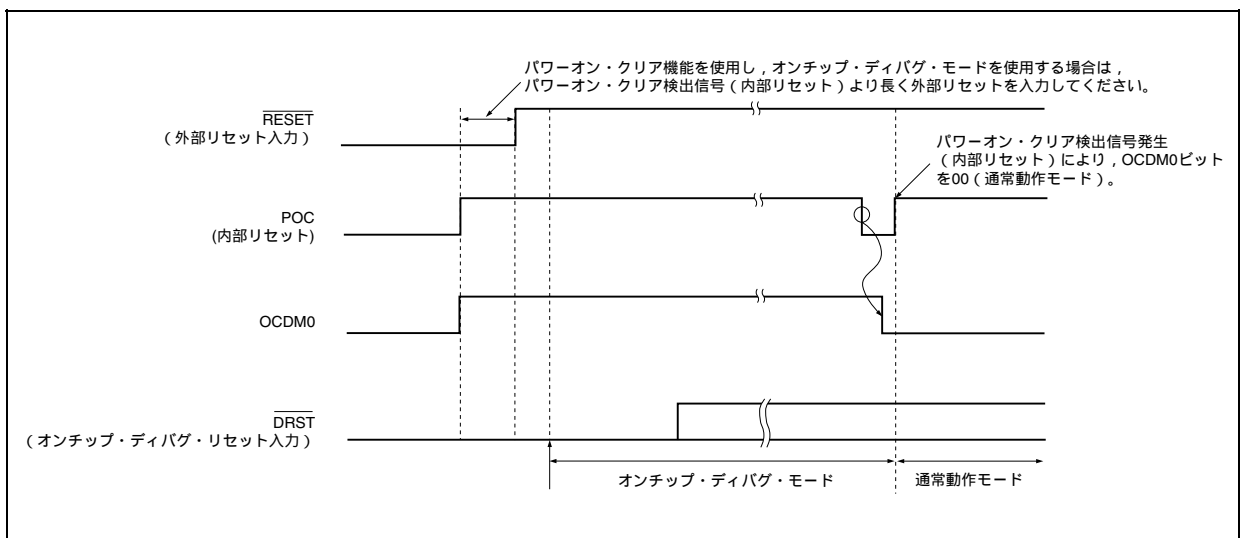 パワーオン・クリア機能を使用し，オンチップ・ディバグ・モードを使用する場合は，
パワーオン・クリア検出信号（内部リセット）より長く外部リセットを入力してください。
RESET
（外部リセット入力）
パワーオン・クリア検出信号発生
（内部リセット）により，OCDM0ビット
を00（通常動作モード）。
POC
(内部リセット)
OCDM0
DRST
（オンチップ・ディバグ・リセット入力）
オンチップ・ディバグ・モード
通常動作モード